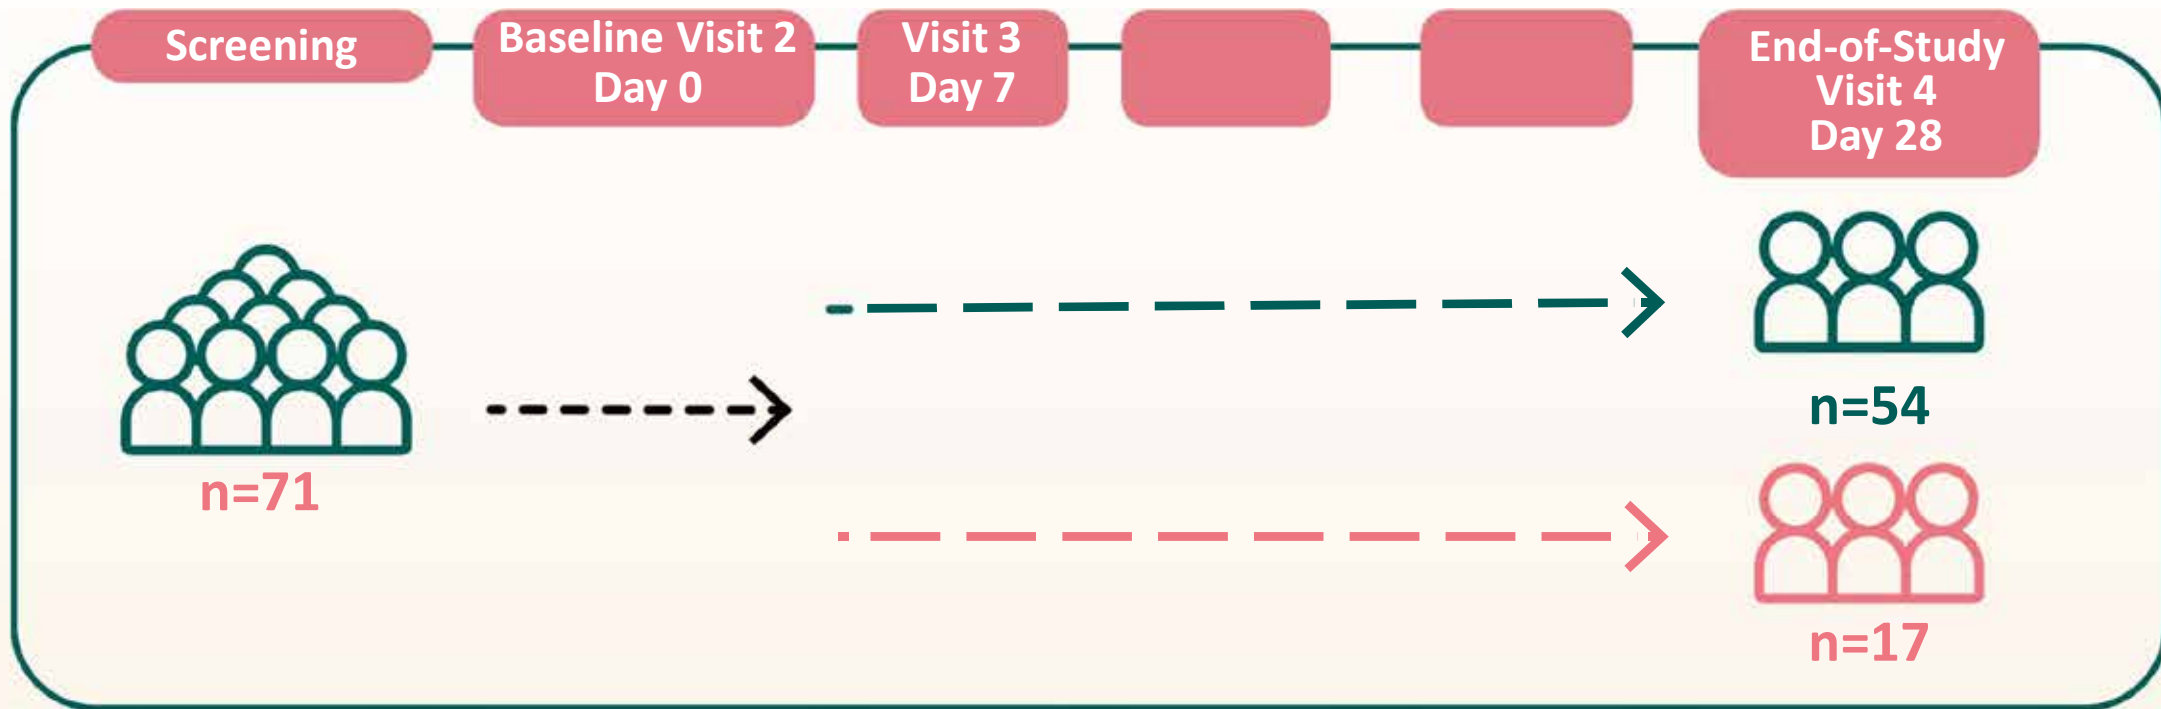 Screening
Baseline Visit 2
Day 0
Visit 3
Day 7
End-of-Study
Visit 4
Day 28
n=71
n=54
n=17